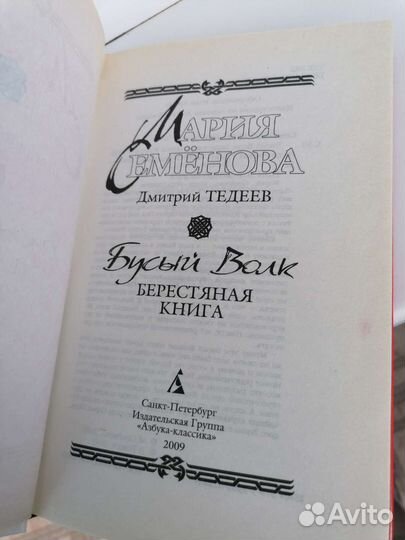 Мария
Семёнова
Дмитрий ТЕДЕЕВ
Бусый Волк
БЕРЕСТЯНАЯ
КНИГА
Санкт-Петербург
Издательская Группа
«Азбука-классика»
2009
Avito